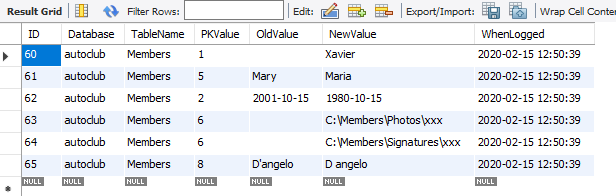 Result Grid Filter Rows: Edit: Export/Import: Wrap Cell Conten
ID Database TableName PKValue OldValue NewValue WhenLogged
60 autoclub Members 1 Xavier 2020-02-15 12:50:39
61 autoclub Members 5 Mary Maria 2020-02-15 12:50:39
62 autoclub Members 2 2001-10-15 1980-10-15 2020-02-15 12:50:39
63 autoclub Members 6 C:\Members\Photos\xxx 2020-02-15 12:50:39
64 autoclub Members 6 C:\Members\Signatures\xxx 2020-02-15 12:50:39
65 autoclub Members 8 D'angelo D angelo 2020-02-15 12:50:39
NULL NULL NULL NULL NULL NULL NULL